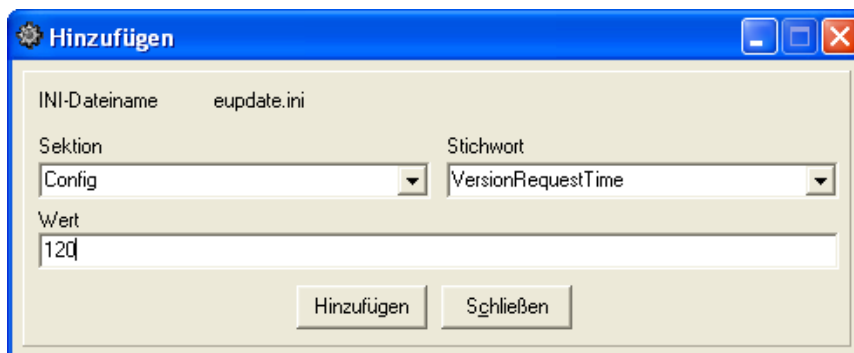 Hinzufügen
INI-Dateiname eupdate.ini
Sektion Stichwort
Config VersionRequestTime
Wert
120
Hinzufügen Schließen